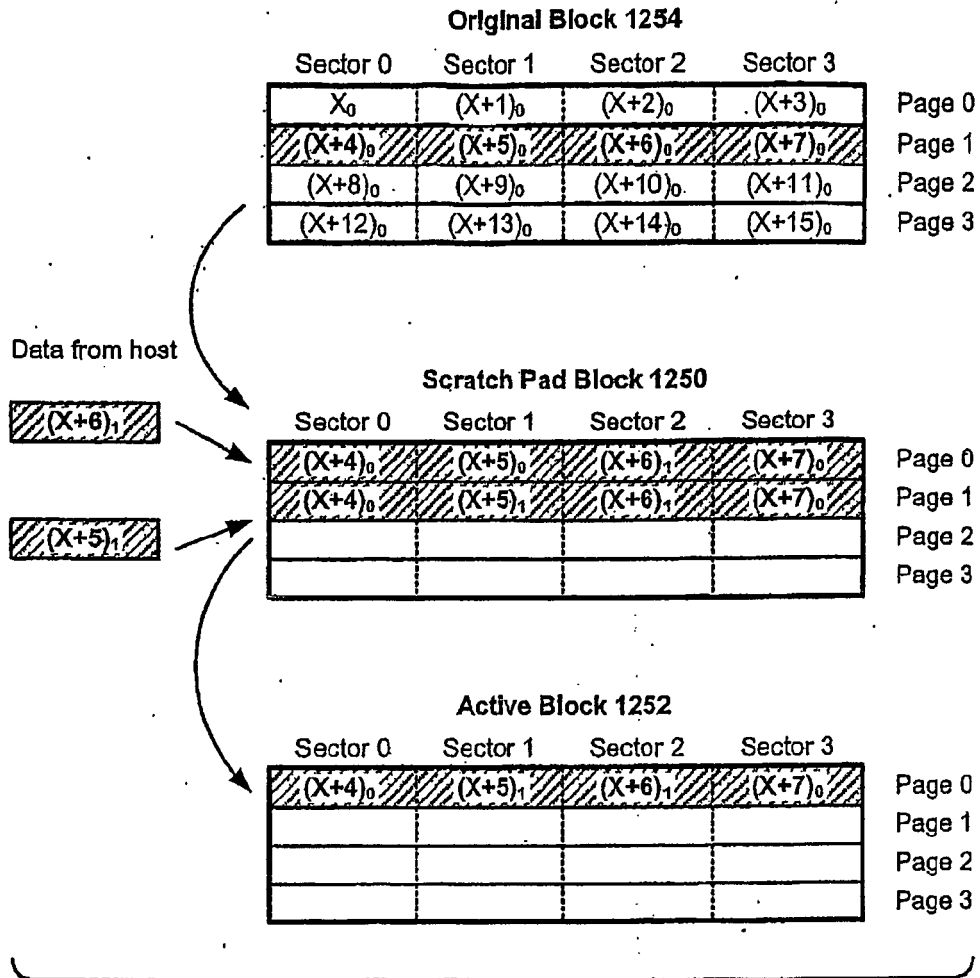 Original Block 1254
Sector 0 Sector 1 Sector 2 Sector 3
X₀ (X+1)₀ (X+2)₀ (X+3)₀ Page 0
(X+4)₀ (X+5)₀ (X+6)₀ (X+7)₀ Page 1
(X+8)₀ (X+9)₀ (X+10)₀ (X+11)₀ Page 2
(X+12)₀ (X+13)₀ (X+14)₀ (X+15)₀ Page 3
Data from host
(X+6)₁
(X+5)₁
Scratch Pad Block 1250
Sector 0 Sector 1 Sector 2 Sector 3
(X+4)₀ (X+5)₀ (X+6)₁ (X+7)₀ Page 0
(X+4)₀ (X+5)₁ (X+6)₁ (X+7)₀ Page 1
Page 2
Page 3
Active Block 1252
Sector 0 Sector 1 Sector 2 Sector 3
(X+4)₀ (X+5)₁ (X+6)₁ (X+7)₀ Page 0
Page 1
Page 2
Page 3